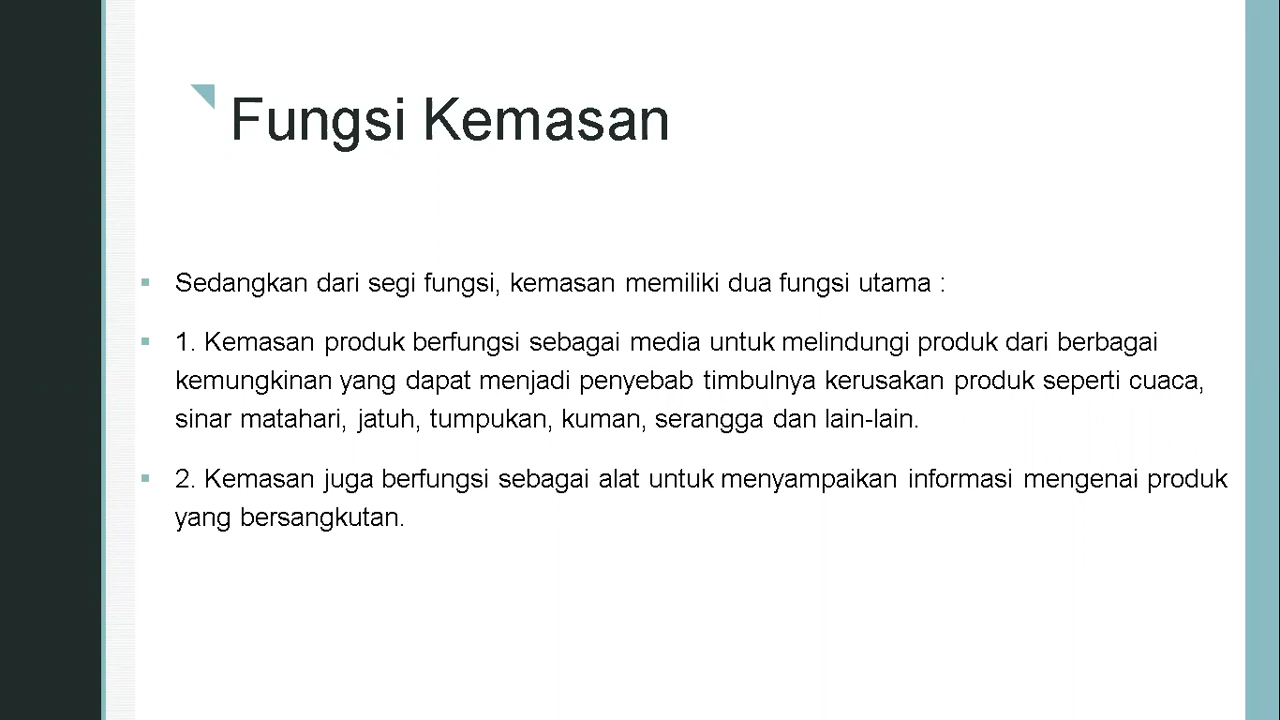 Fungsi Kemasan
Sedangkan dari segi fungsi, kemasan memiliki dua fungsi utama :
1. Kemasan produk berfungsi sebagai media untuk melindungi produk dari berbagai
kemungkinan yang dapat menjadi penyebab timbulnya kerusakan produk seperti cuaca,
sinar matahari, jatuh, tumpukan, kuman, serangga dan lain-lain.
2. Kemasan juga berfungsi sebagai alat untuk menyampaikan informasi mengenai produk
yang bersangkutan.